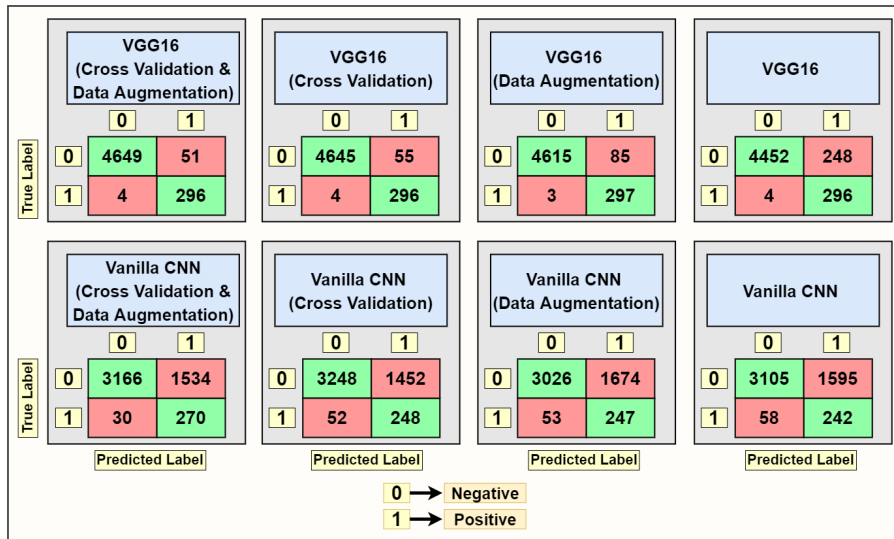 VGG16
(Cross Validation &
Data Augmentation)
0 1
0 4649 51
1 4 296
VGG16
(Cross Validation)
0 1
0 4645 55
1 4 296
VGG16
(Data Augmentation)
0 1
0 4615 85
1 3 297
VGG16
0 1
0 4452 248
1 4 296
True Label
Vanilla CNN
(Cross Validation &
Data Augmentation)
0 1
0 3166 1534
1 30 270
Vanilla CNN
(Cross Validation)
0 1
0 3248 1452
1 52 248
Vanilla CNN
(Data Augmentation)
0 1
0 3026 1674
1 53 247
Vanilla CNN
0 1
0 3105 1595
1 58 242
True Label
Predicted Label
Predicted Label
Predicted Label
Predicted Label
0 Negative
1 Positive